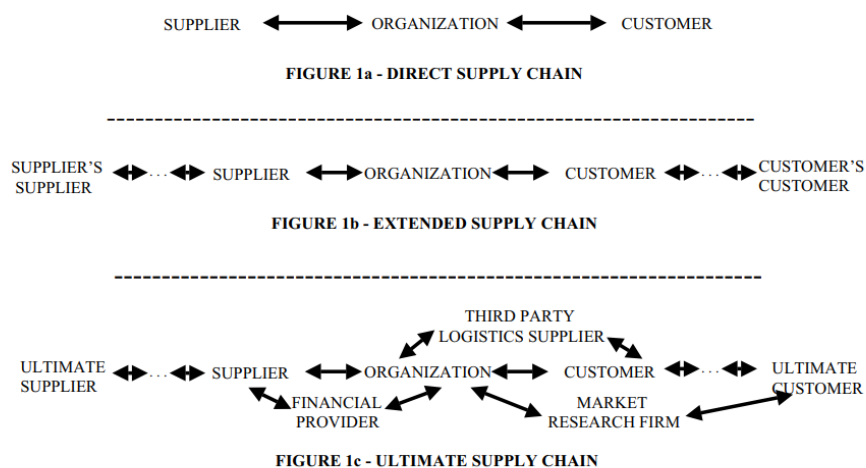 SUPPLIER ORGANIZATION CUSTOMER
FIGURE 1a - DIRECT SUPPLY CHAIN
SUPPLIER'S
SUPPLIER
...
SUPPLIER ORGANIZATION CUSTOMER
...
CUSTOMER'S
CUSTOMER
FIGURE 1b - EXTENDED SUPPLY CHAIN
THIRD PARTY
LOGISTICS SUPPLIER
ULTIMATE
SUPPLIER
...
SUPPLIER ORGANIZATION CUSTOMER
...
ULTIMATE
CUSTOMER
FINANCIAL
PROVIDER
MARKET
RESEARCH FIRM
FIGURE 1c - ULTIMATE SUPPLY CHAIN